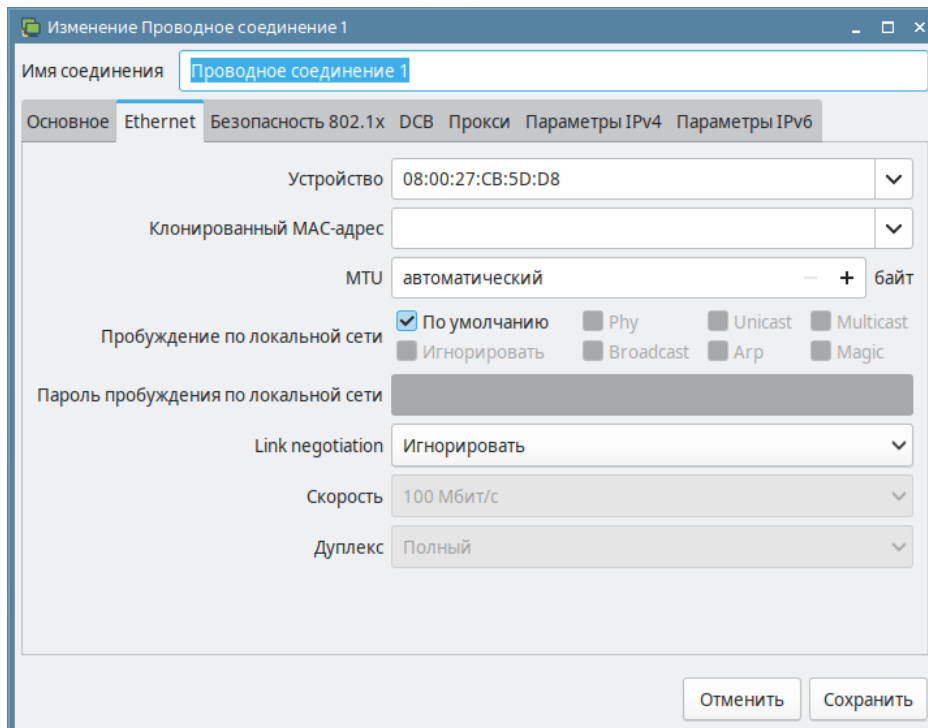 Изменение Проводное соединение 1
Имя соединения Проводное соединение 1
Основное Ethernet Безопасность 802.1x DCB Прокси Параметры IPv4 Параметры IPv6
Устройство 08:00:27:CB:5D:D8
Клонированный MAC-адрес
MTU автоматический − + байт
Пробуждение по локальной сети
По умолчанию Phy Unicast Multicast
Игнорировать Broadcast Arp Magic
Пароль пробуждения по локальной сети
Link negotiation Игнорировать
Скорость 100 Мбит/с
Дуплекс Полный
Отменить Сохранить